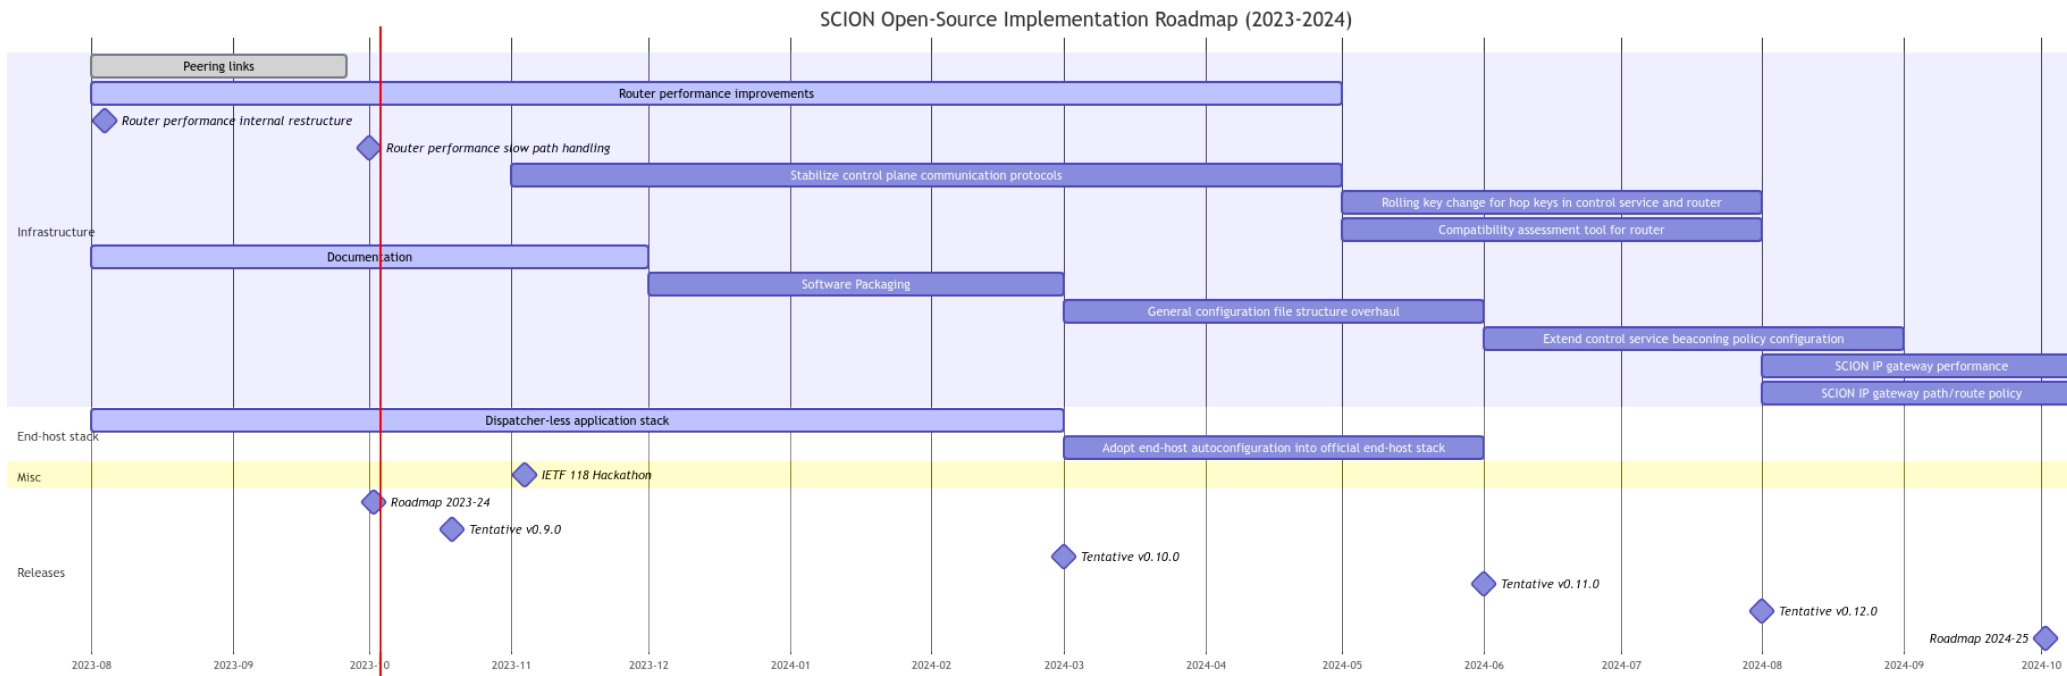 SCION Open-Source Implementation Roadmap (2023-2024)
Peering links
Router performance improvements
Router performance internal restructure
Router performance slow path handling
Stabilize control plane communication protocols
Rolling key change for hop keys in control service and router
Infrastructure
Compatibility assessment tool for router
Documentation
Software Packaging
General configuration file structure overhaul
Extend control service beaconing policy configuration
SCION IP gateway performance
SCION IP gateway path/route policy
Dispatcher-less application stack
End-host stack
Adopt end-host autoconfiguration into official end-host stack
Misc
IETF 118 Hackathon
Roadmap 2023-24
Tentative v0.9.0
Tentative v0.10.0
Releases
Tentative v0.11.0
Tentative v0.12.0
Roadmap 2024-25
2023-08 2023-09 2023-10 2023-11 2023-12 2024-01 2024-02 2024-03 2024-04 2024-05 2024-06 2024-07 2024-08 2024-09 2024-10